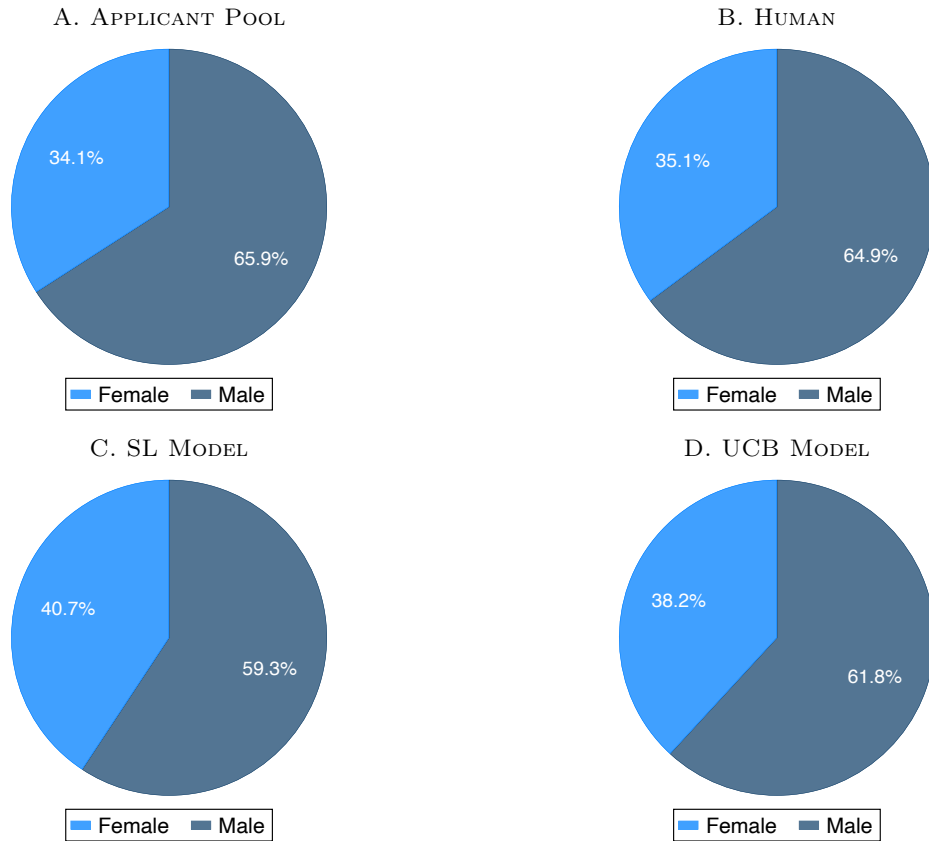 A. APPLICANT POOL
34.1%
65.9%
Female Male
B. HUMAN
35.1%
64.9%
Female Male
C. SL MODEL
40.7%
59.3%
Female Male
D. UCB MODEL
38.2%
61.8%
Female Male